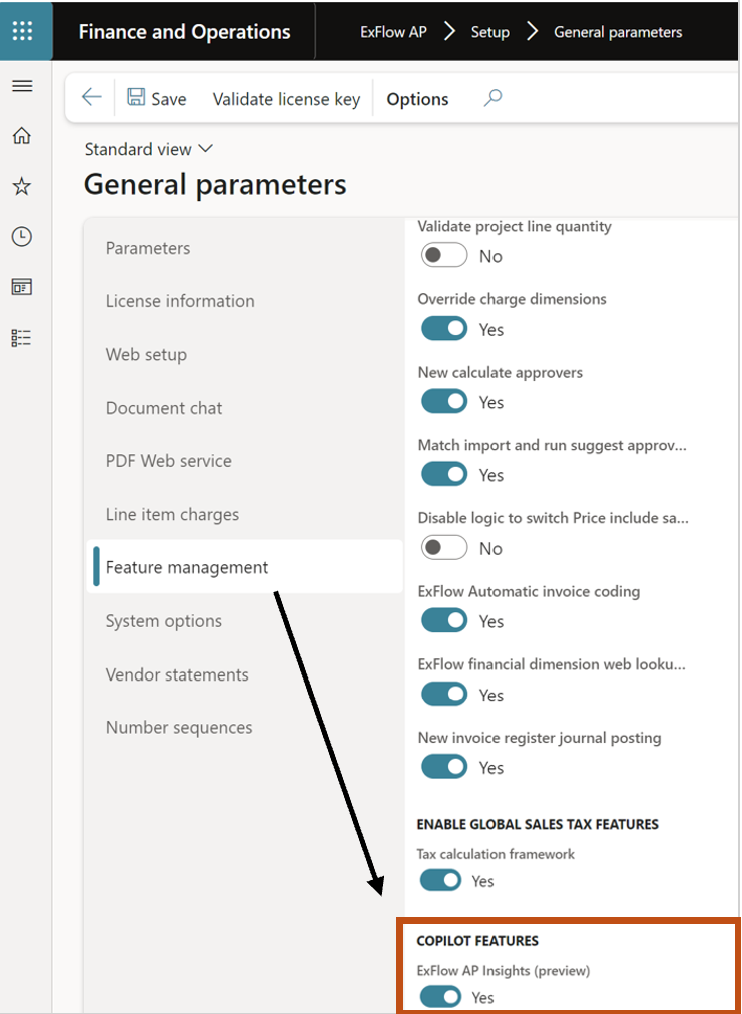 Finance and Operations
ExFlow AP > Setup > General parameters
Save Validate license key Options
Standard view
General parameters
Parameters
License information
Web setup
Document chat
PDF Web service
Line item charges
Feature management
System options
Vendor statements
Number sequences
Validate project line quantity
No
Override charge dimensions
Yes
New calculate approvers
Yes
Match import and run suggest approv...
Yes
Disable logic to switch Price include sa...
No
ExFlow Automatic invoice coding
Yes
ExFlow financial dimension web looku...
Yes
New invoice register journal posting
Yes
ENABLE GLOBAL SALES TAX FEATURES
Tax calculation framework
Yes
COPILOT FEATURES
ExFlow AP Insights (preview)
Yes